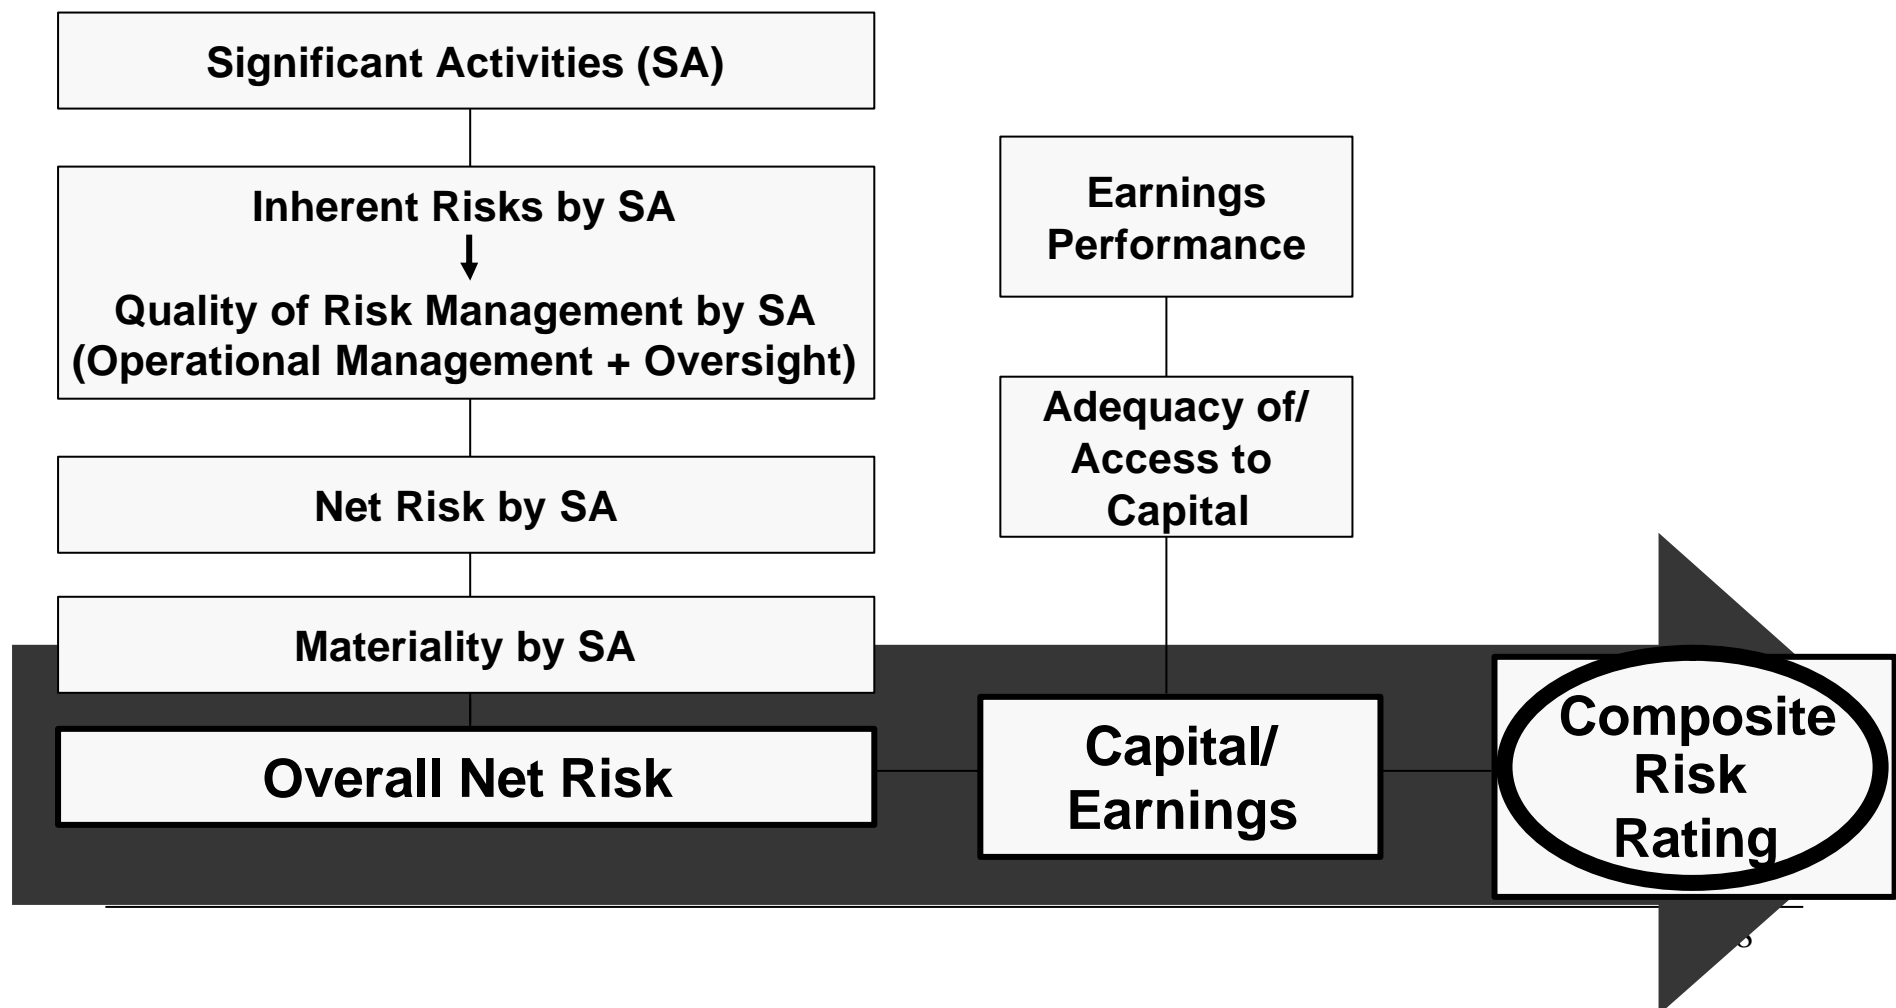 Significant Activities (SA)
Inherent Risks by SA
Quality of Risk Management by SA
(Operational Management + Oversight)
Net Risk by SA
Materiality by SA
Overall Net Risk
Earnings
Performance
Adequacy of/
Access to
Capital
Capital/
Earnings
Composite
Risk
Rating